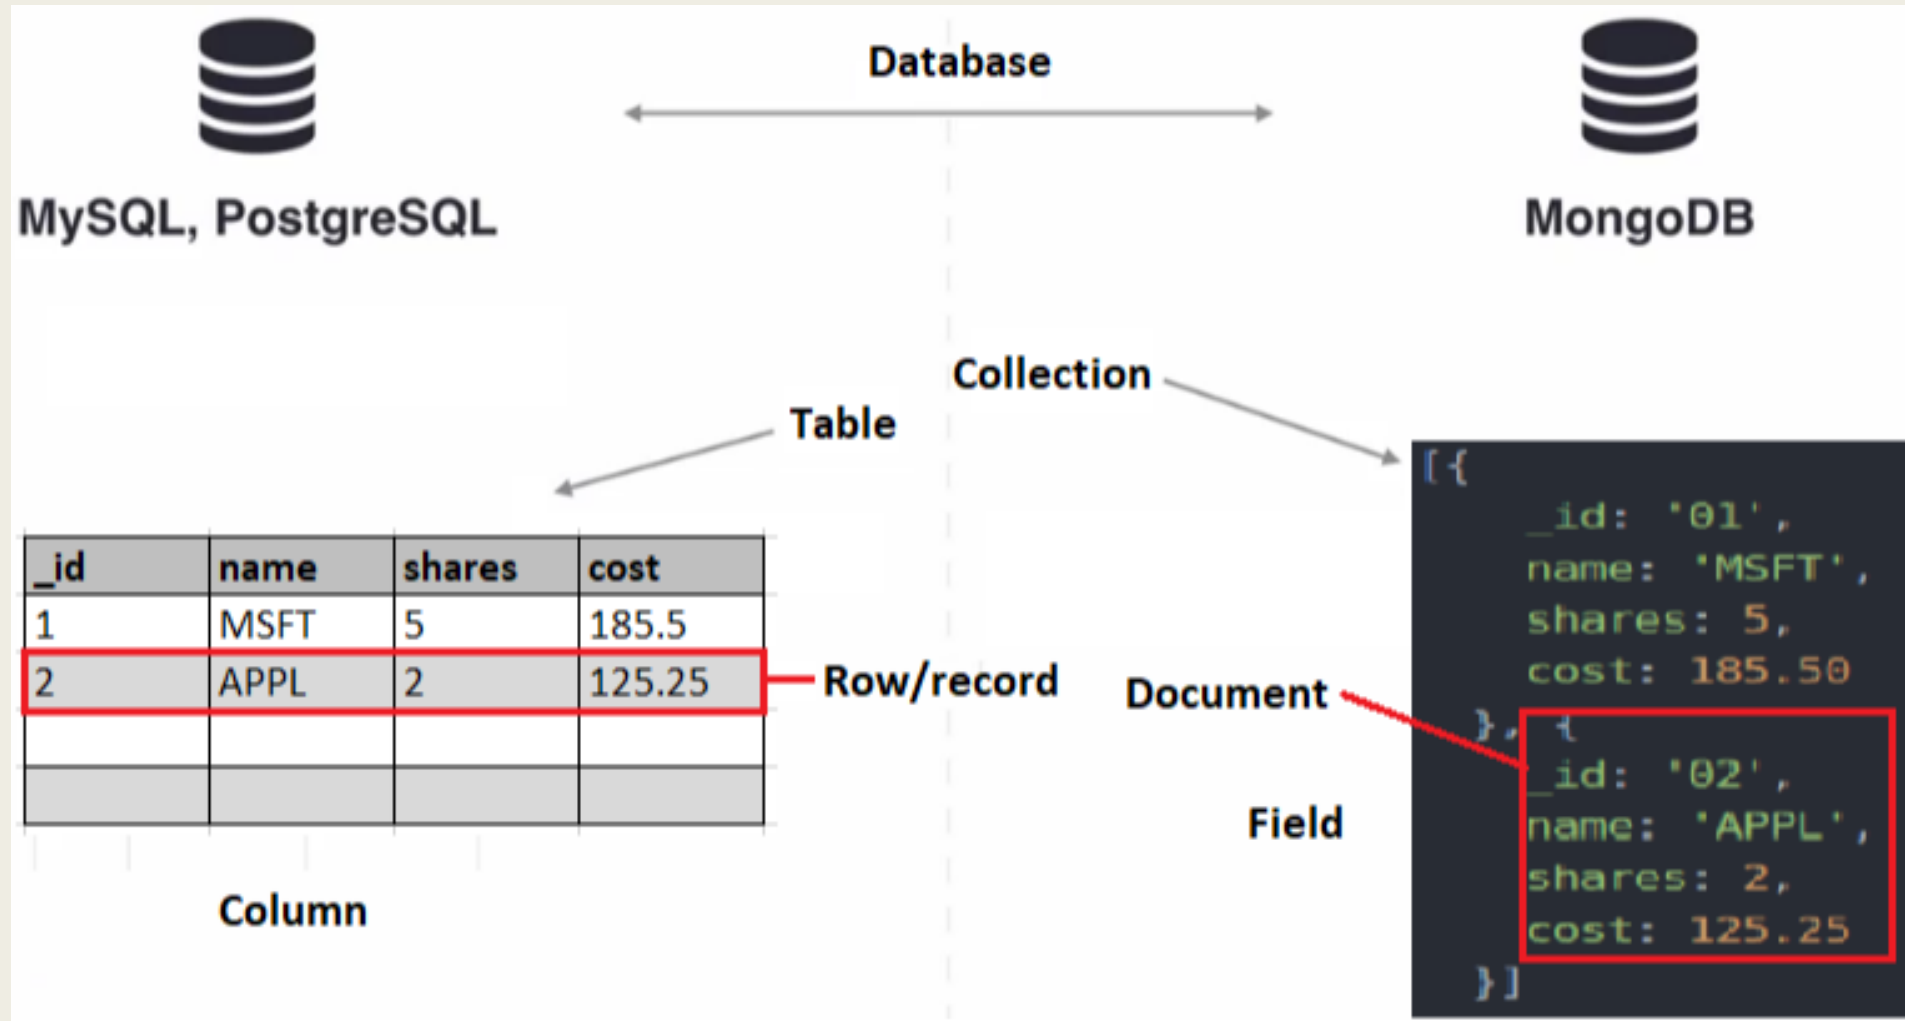 Database
MySQL, PostgreSQL
MongoDB
Collection
Table
_id name shares cost
1 MSFT 5 185.5
2 APPL 2 125.25
Row/record
Column
Document
Field
[{
_id: '01',
name: 'MSFT',
shares: 5,
cost: 185.50
}, {
_id: '02',
name: 'APPL',
shares: 2,
cost: 125.25
}]